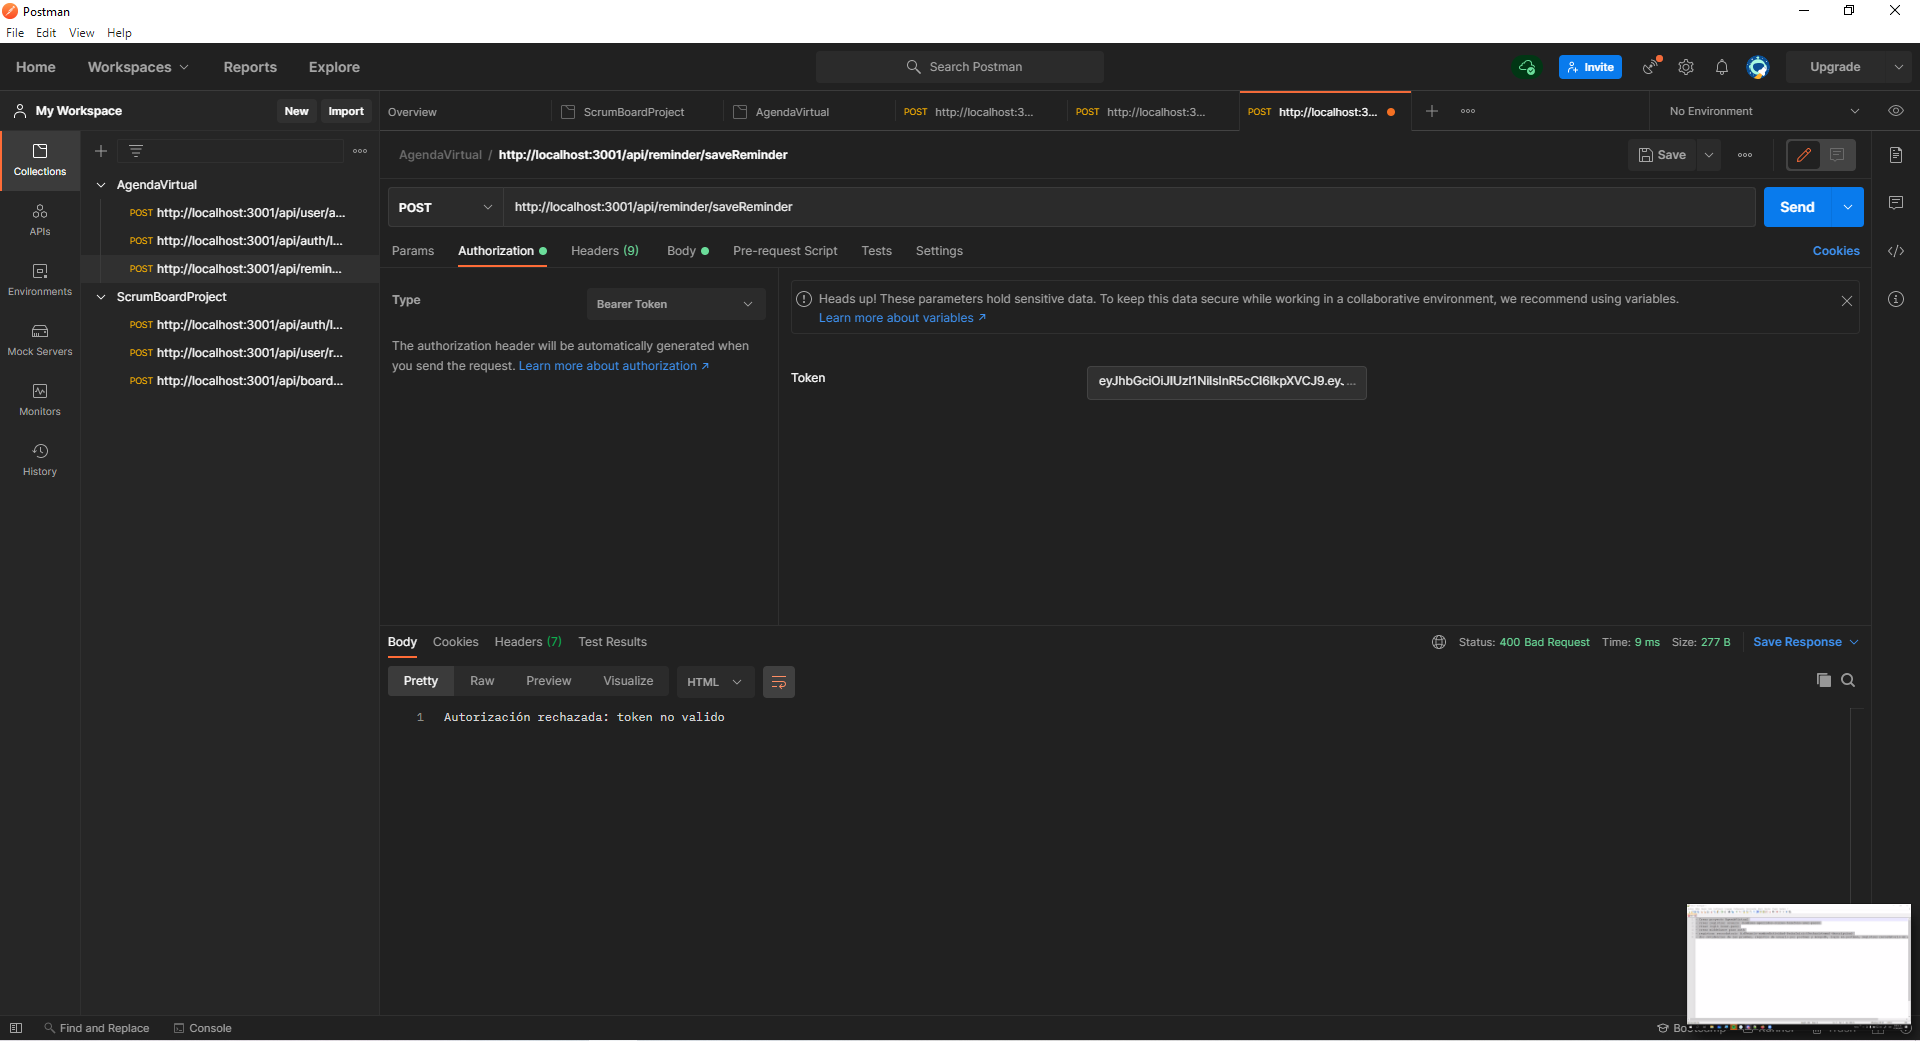 Postman
File Edit View Help
Home Workspaces Reports Explore Search Postman Invite Upgrade
My Workspace New Import Overview ScrumBoardProject AgendaVirtual POST http://localhost:3... POST http://localhost:3... POST http://localhost:3... No Environment
Collections
APIs
Environments
Mock Servers
Monitors
History
AgendaVirtual
POST http://localhost:3001/api/user/a...
POST http://localhost:3001/api/auth/l...
POST http://localhost:3001/api/remin...
ScrumBoardProject
POST http://localhost:3001/api/auth/l...
POST http://localhost:3001/api/user/r...
POST http://localhost:3001/api/board...
AgendaVirtual / http://localhost:3001/api/reminder/saveReminder Save
POST http://localhost:3001/api/reminder/saveReminder Send
Params Authorization Headers (9) Body Pre-request Script Tests Settings Cookies
Type Bearer Token
The authorization header will be automatically generated when
you send the request. Learn more about authorization ↗
Heads up! These parameters hold sensitive data. To keep this data secure while working in a collaborative environment, we recommend using variables.
Learn more about variables ↗
Token eyJhbGciOiJIUzI1NiIsInR5cCI6IkpXVCJ9.ey. ...
Body Cookies Headers (7) Test Results Status: 400 Bad Request Time: 9 ms Size: 277 B Save Response
Pretty Raw Preview Visualize HTML
1 Autorización rechazada: token no valido
Find and Replace Console